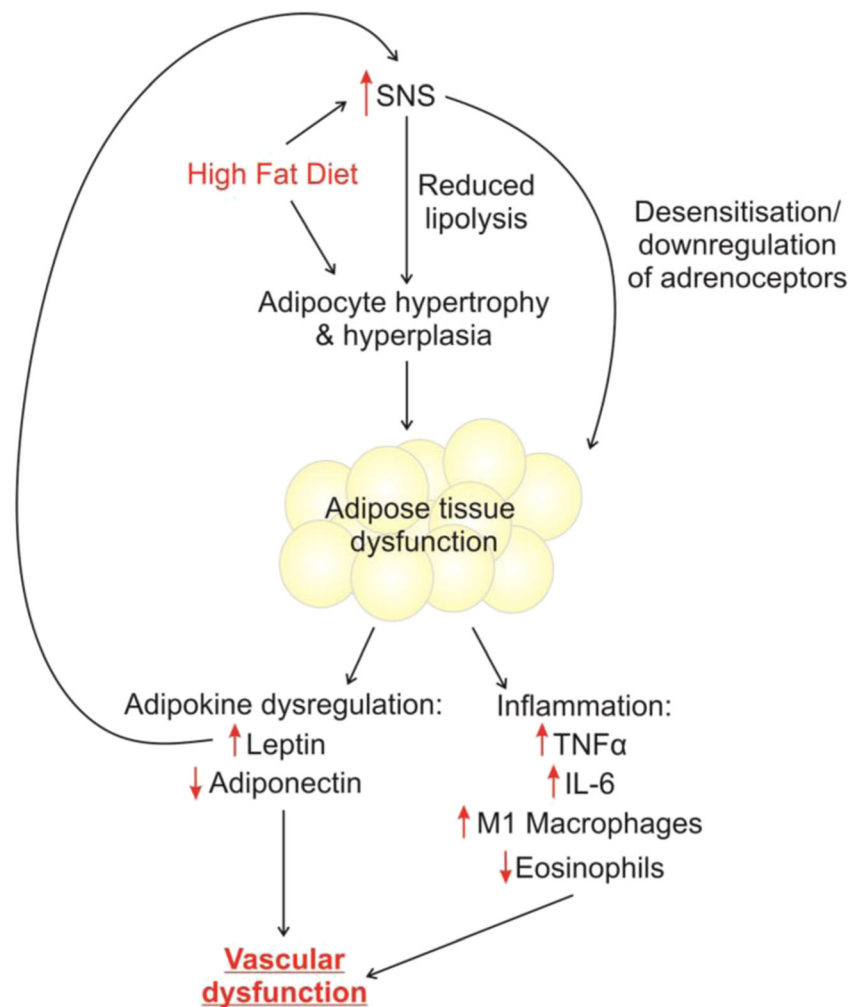 SNS
High Fat Diet
Reduced
lipolysis
Desensitisation/
downregulation
of adrenoceptors
Adipocyte hypertrophy
& hyperplasia
Adipose tissue
dysfunction
Adipokine dysregulation:
Leptin
Adiponectin
Inflammation:
TNFα
IL-6
M1 Macrophages
Eosinophils
Vascular
dysfunction